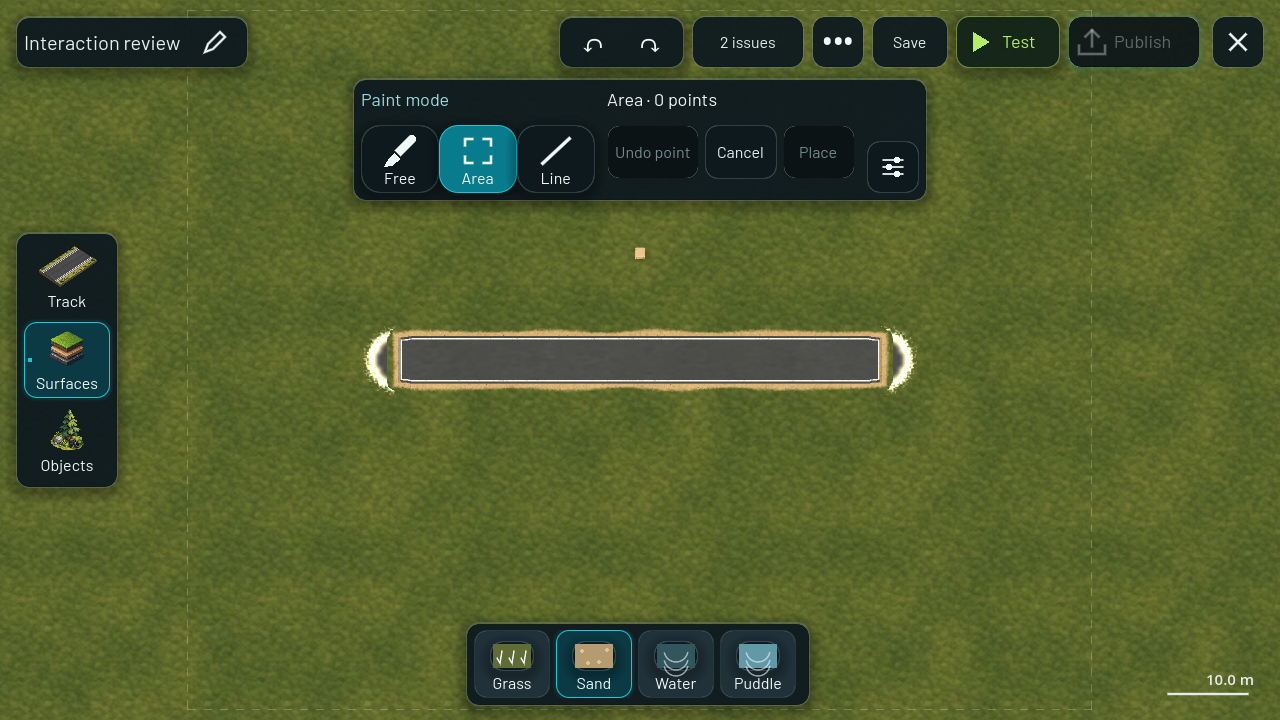 Interaction review
2 issues
Save
Test
Publish
Paint mode
Area · 0 points
Free
Area
Line
Undo point
Cancel
Place
Track
Surfaces
Objects
Grass
Sand
Water
Puddle
10.0 m